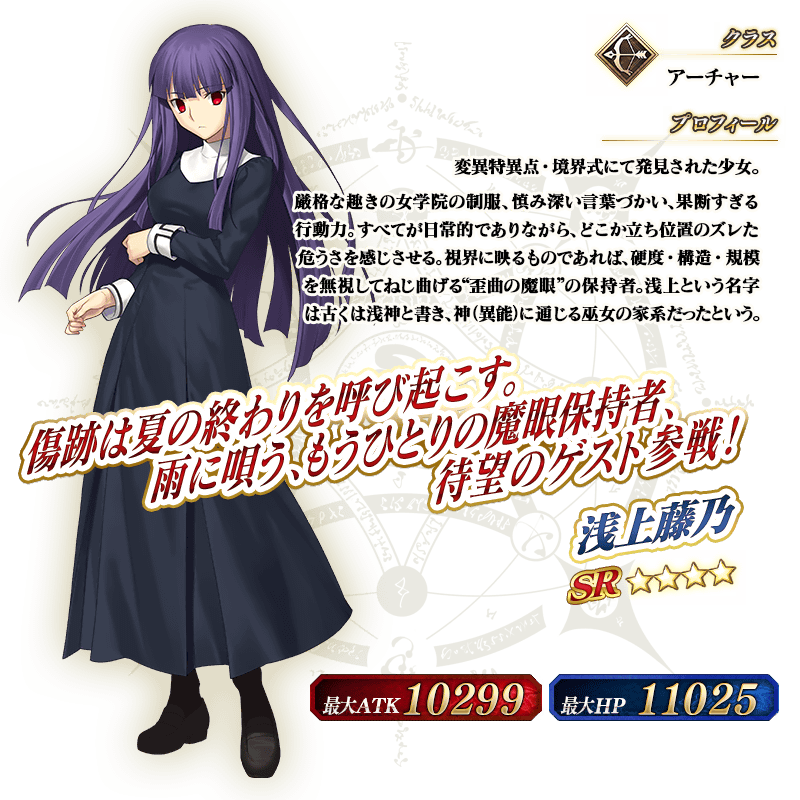 クラス
アーチャー
プロフィール
変異特異点・境界式にて発見された少女。
厳格な趣きの女学院の制服、慎み深い言葉づかい、果断すぎる
行動力。すべてが日常的でありながら、どこか立ち位置のズレた
危うさを感じさせる。視界に映るものであれば、硬度・構造・規模
を無視してねじ曲げる“歪曲の魔眼”の保持者。浅上という名字
は古くは浅神と書き、神(異能)に通じる巫女の家系だったという。
傷跡は夏の終わりを呼び起こす。
雨に唄う、もうひとりの魔眼保持者、
待望のゲスト参戦!
浅上藤乃
SR ☆☆☆☆
最大ATK 10299
最大HP 11025